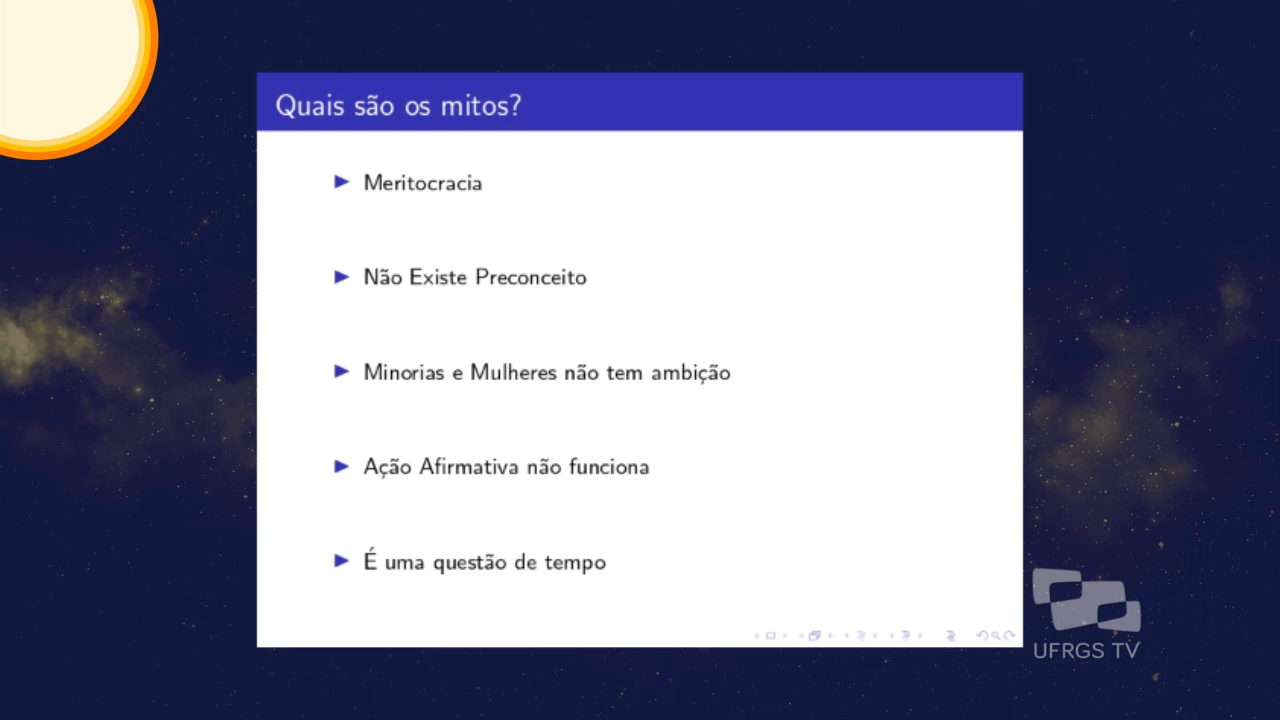 Quais são os mitos?
Meritocracia
Não Existe Preconceito
Minorias e Mulheres não tem ambição
Ação Afirmativa não funciona
É uma questão de tempo
UFRGS TV